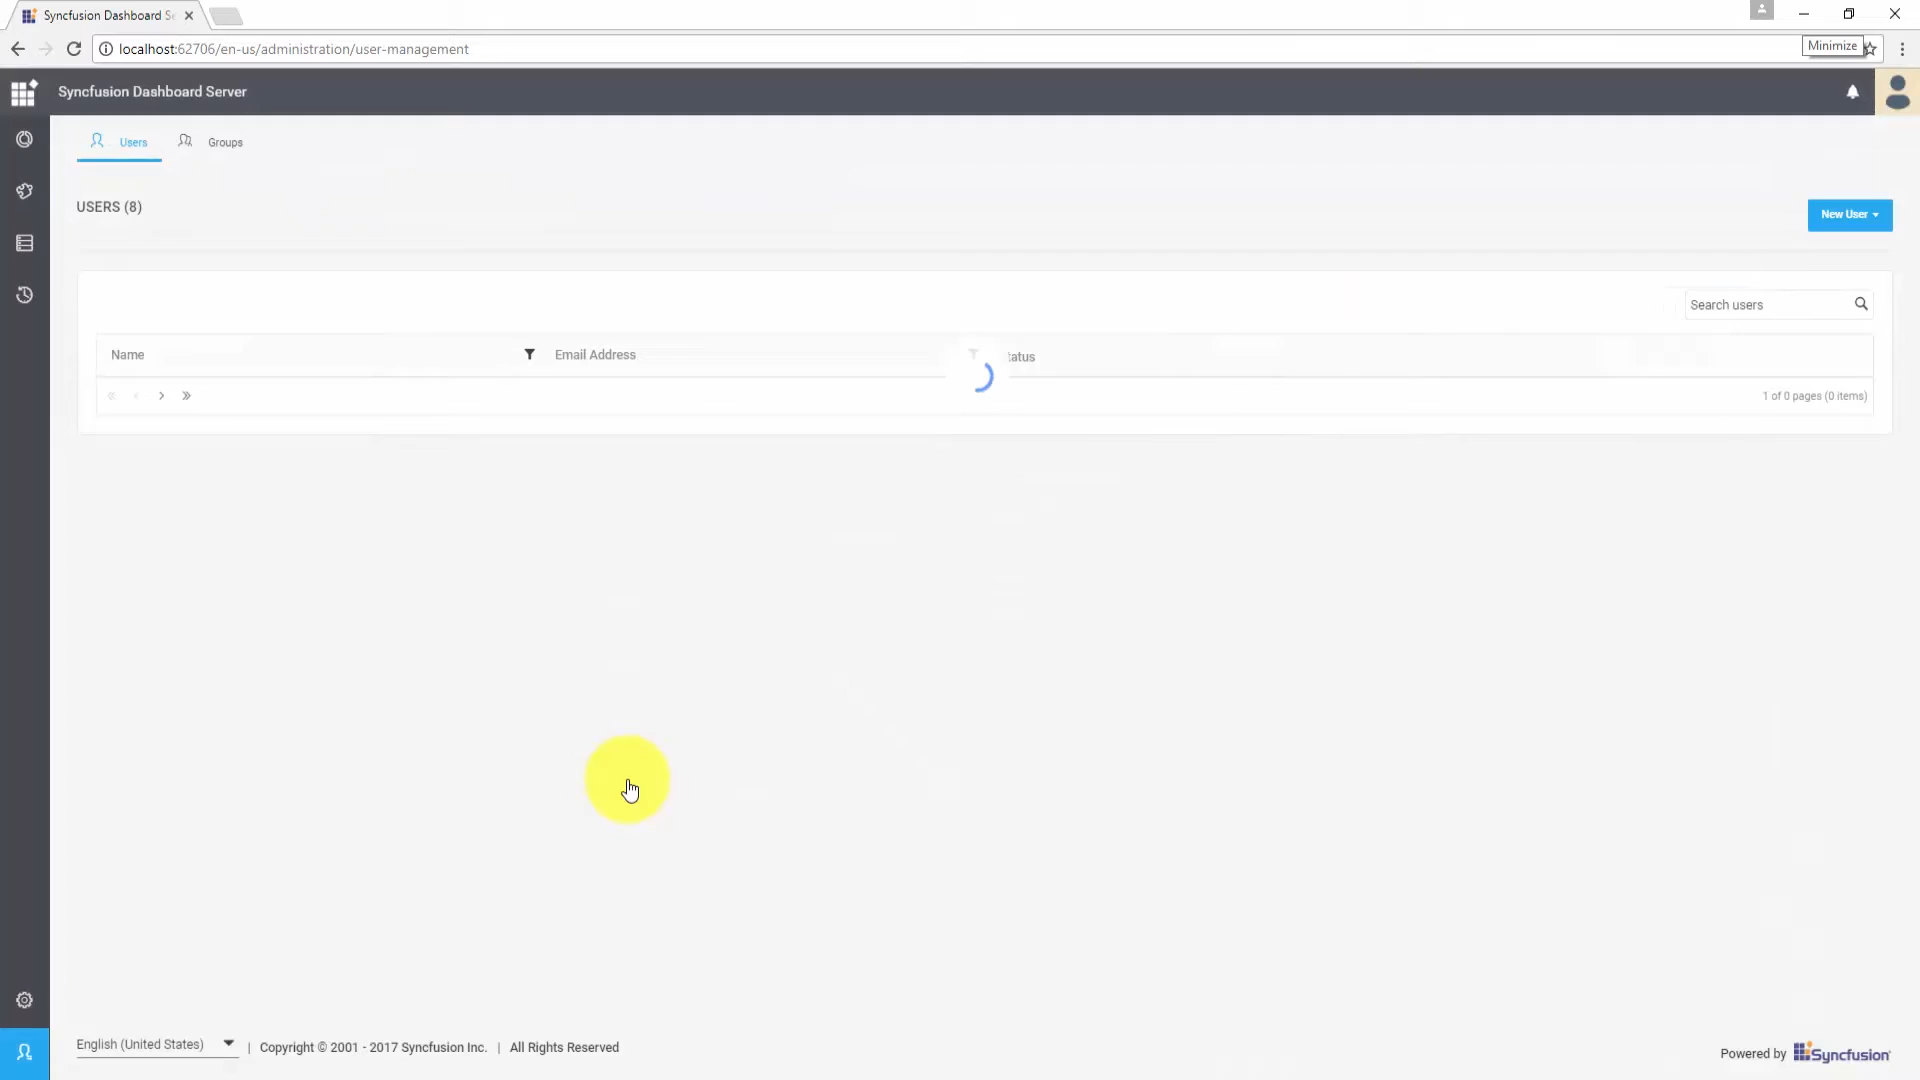 Syncfusion Dashboard Se
localhost:62706/en-us/administration/user-management
Minimize
Syncfusion Dashboard Server
Users
Groups
USERS (8)
New User
Search users
Name
Email Address
tatus
1 of 0 pages (0 items)
English (United States) | Copyright © 2001 - 2017 Syncfusion Inc. | All Rights Reserved
Powered by Syncfusion